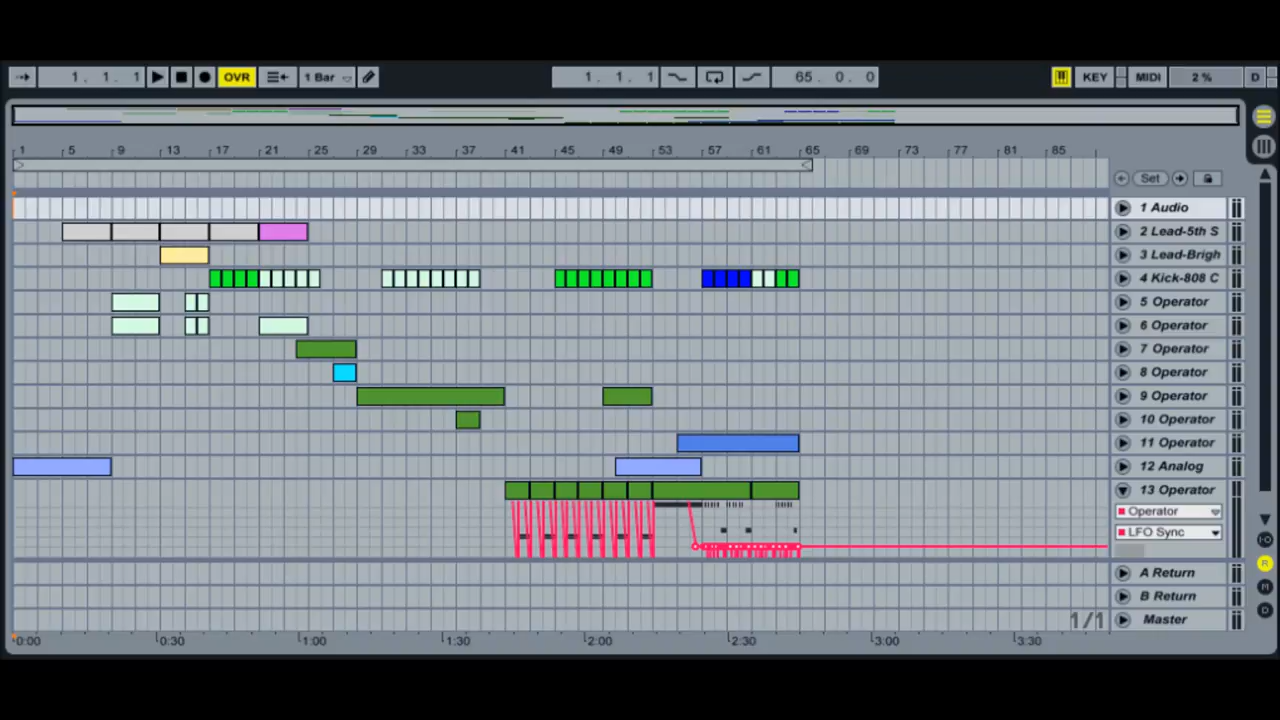 1. 1. 1 OVR 1 Bar 1. 1. 1 65. 0. 0 KEY MIDI 2 % D
1 5 9 13 17 21 25 29 33 37 41 45 49 53 57 61 65 69 73 77 81 85
Set
1 Audio
2 Lead-5th S
3 Lead-Brigh
4 Kick-808 C
5 Operator
6 Operator
7 Operator
8 Operator
9 Operator
10 Operator
11 Operator
12 Analog
13 Operator
Operator
LFO Sync
I·O
R
A Return
M
B Return
D
1/1 Master
0:00 0:30 1:00 1:30 2:00 2:30 3:00 3:30